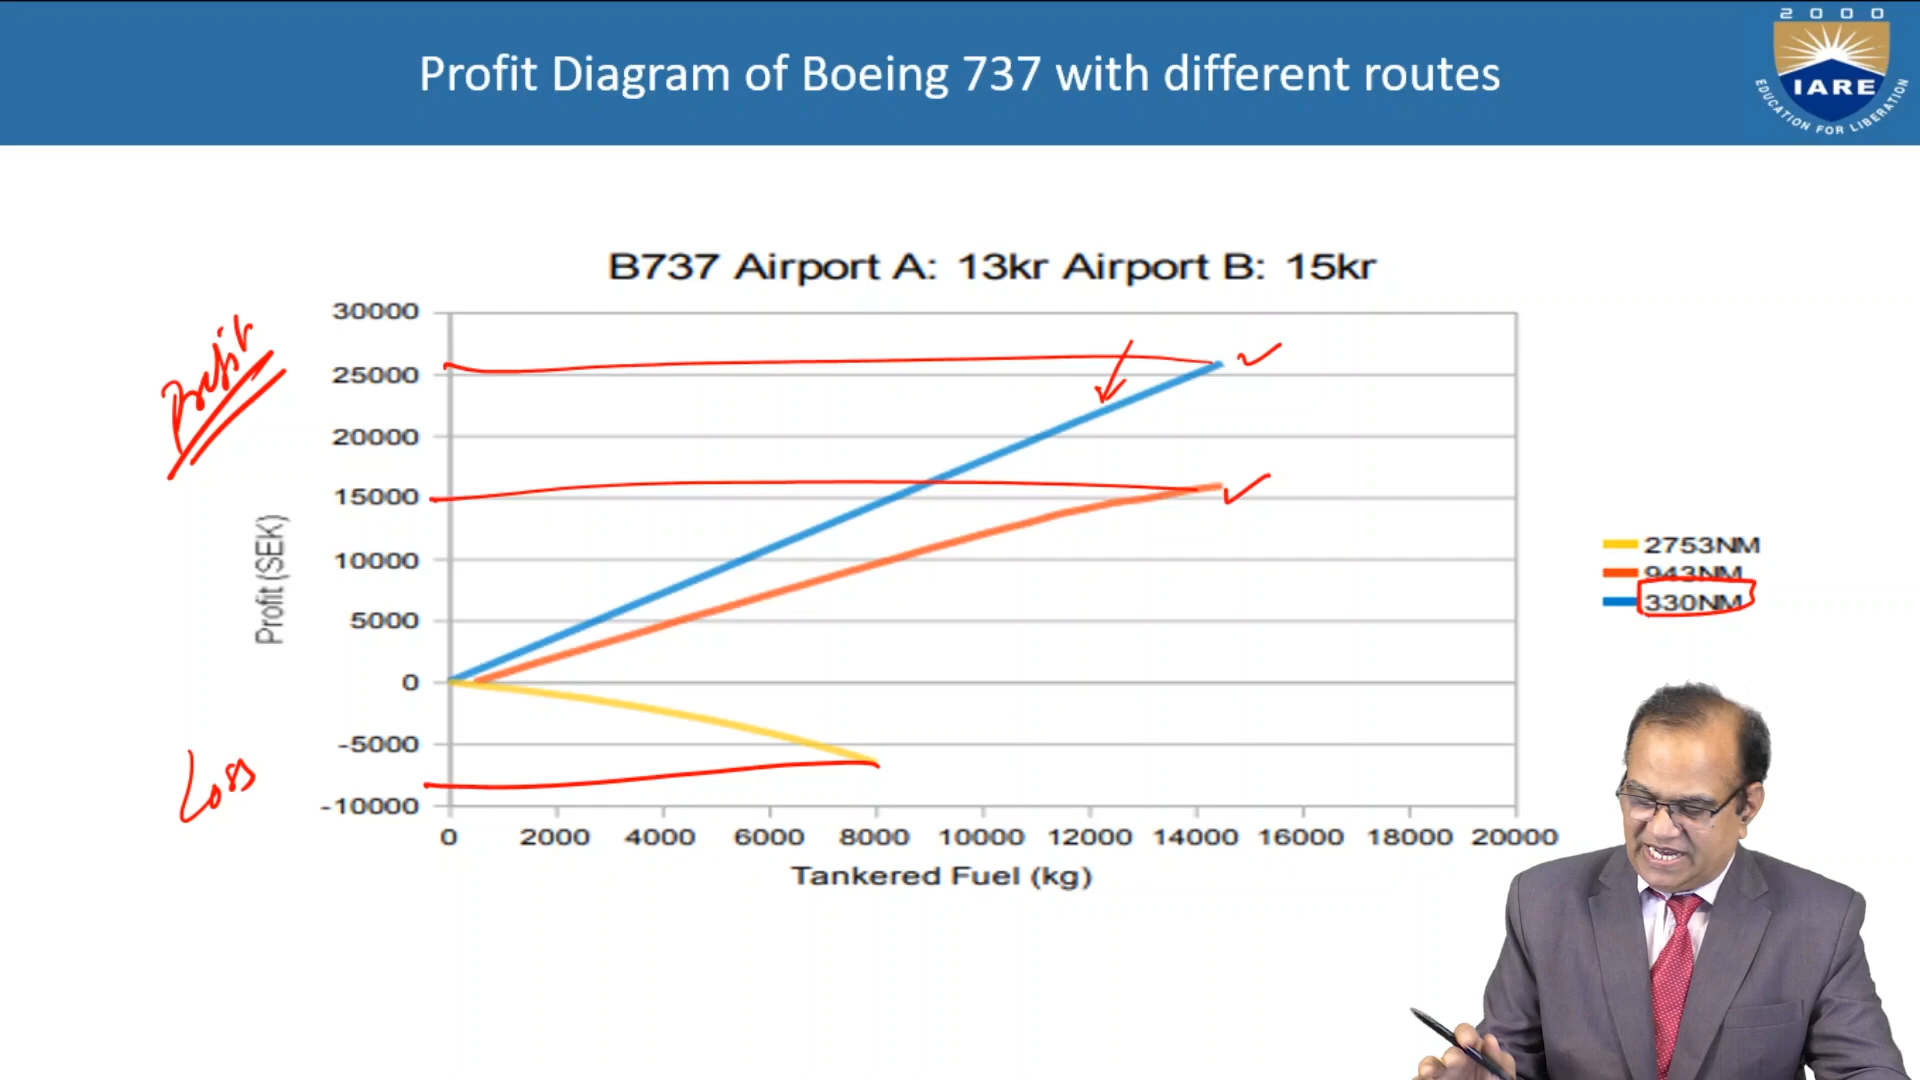 Profit Diagram of Boeing 737 with different routes
2000
IARE
EDUCATION FOR LIBERATION
B737 Airport A: 13kr Airport B: 15kr
30000
25000
20000
15000
10000
5000
0
-5000
-10000
Profit (SEK)
Profit
Loss
0 2000 4000 6000 8000 10000 12000 14000 16000 18000 20000
Tankered Fuel (kg)
2753NM
943NM
330NM